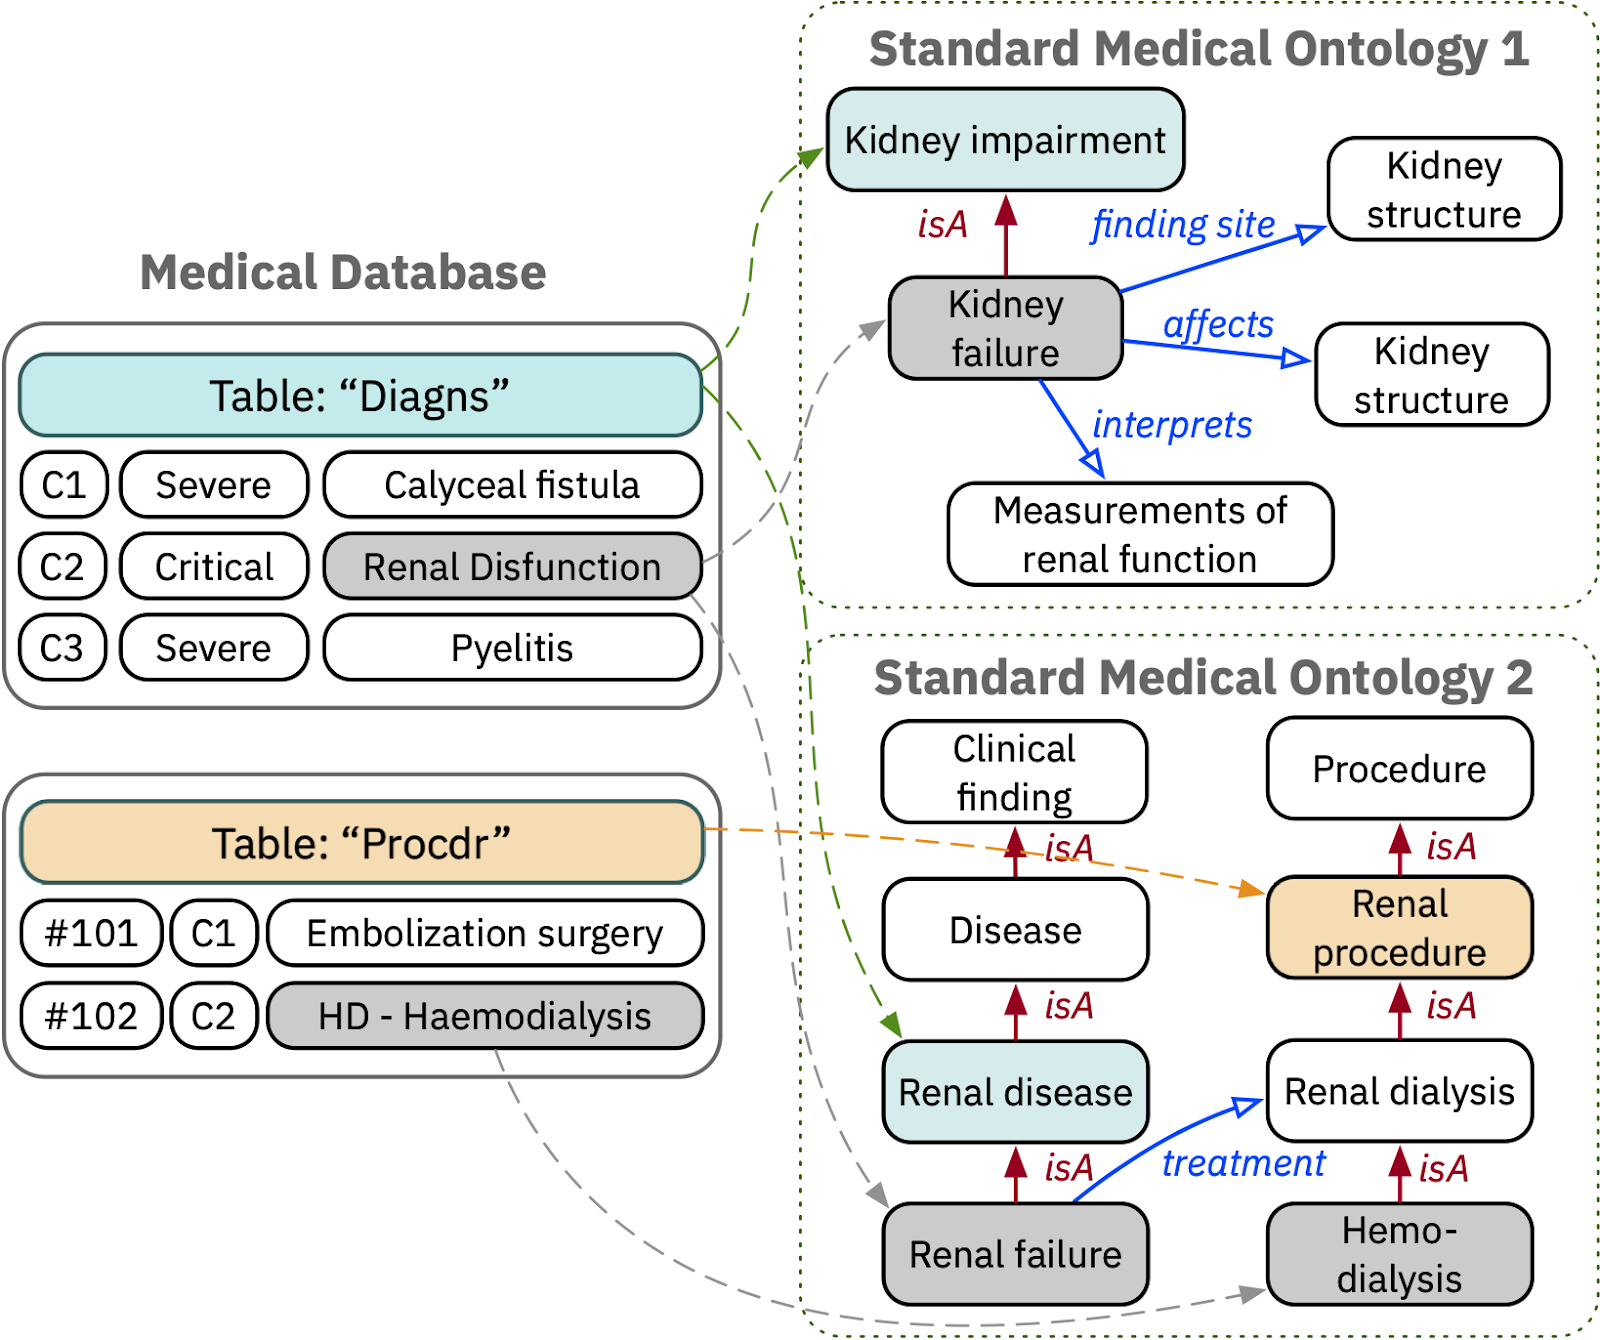 Medical Database
Table: “Diagns”
C1 Severe Calyceal fistula
C2 Critical Renal Disfunction
C3 Severe Pyelitis
Table: “Procdr”
#101 C1 Embolization surgery
#102 C2 HD - Haemodialysis
Standard Medical Ontology 1
Kidney impairment
Kidney
structure
isA
finding site
Kidney
failure
affects
Kidney
structure
interprets
Measurements of
renal function
Standard Medical Ontology 2
Clinical
finding
Procedure
isA
isA
Disease
Renal
procedure
isA
isA
Renal disease
Renal dialysis
isA
treatment
isA
Renal failure
Hemo-
dialysis